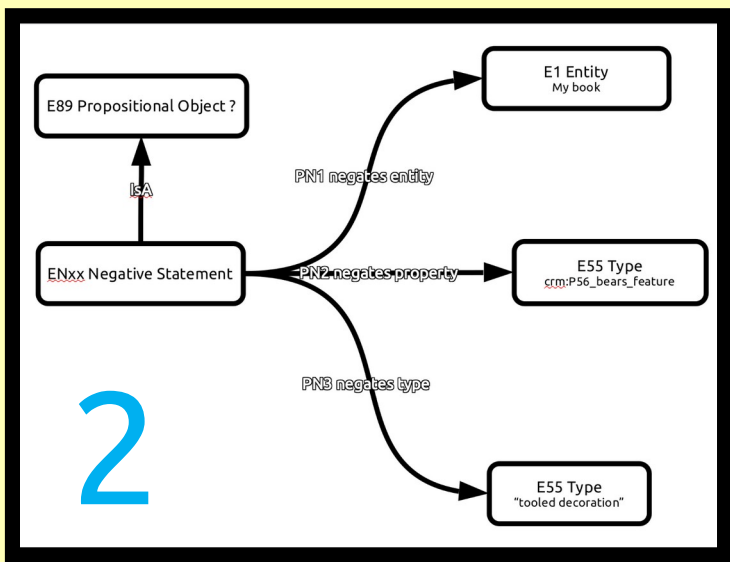 E1 Entity
My book
E89 Propositional Object ?
PN1 negates entity
IsA
ENxx Negative Statement
PN2 negates property
E55 Type
crm:P56_bears_feature
PN3 negates type
2
E55 Type
“tooled decoration”